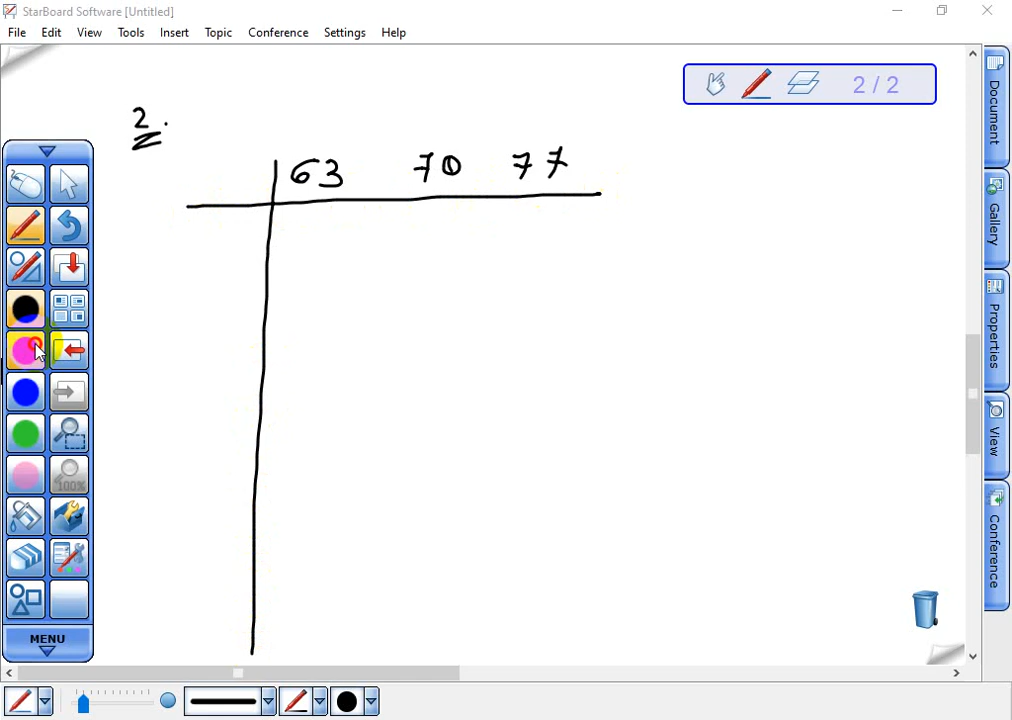 StarBoard Software [Untitled]
File Edit View Tools Insert Topic Conference Settings Help
2 / 2
2.
63 70 77
100%
MENU
Document
Gallery
Properties
View
Conference